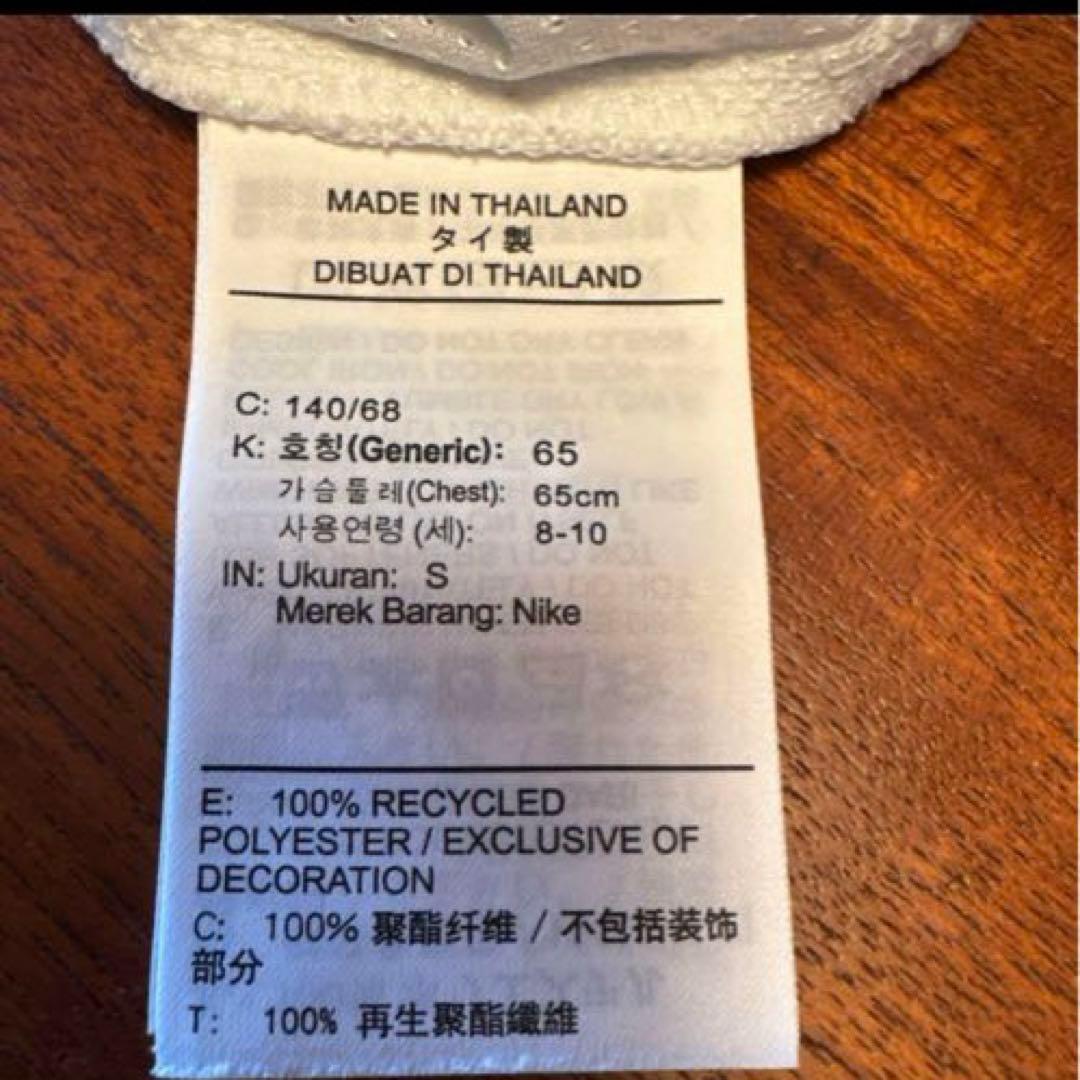 MADE IN THAILAND
タイ製
DIBUAT DI THAILAND
C: 140/68
K: 호칭(Generic): 65
가슴둘레(Chest): 65cm
사용연령(세): 8-10
IN: Ukuran: S
Merek Barang: Nike
E: 100% RECYCLED
POLYESTER / EXCLUSIVE OF
DECORATION
C: 100% 聚酯纤维 / 不包括装饰
部分
T: 100% 再生聚酯纖維